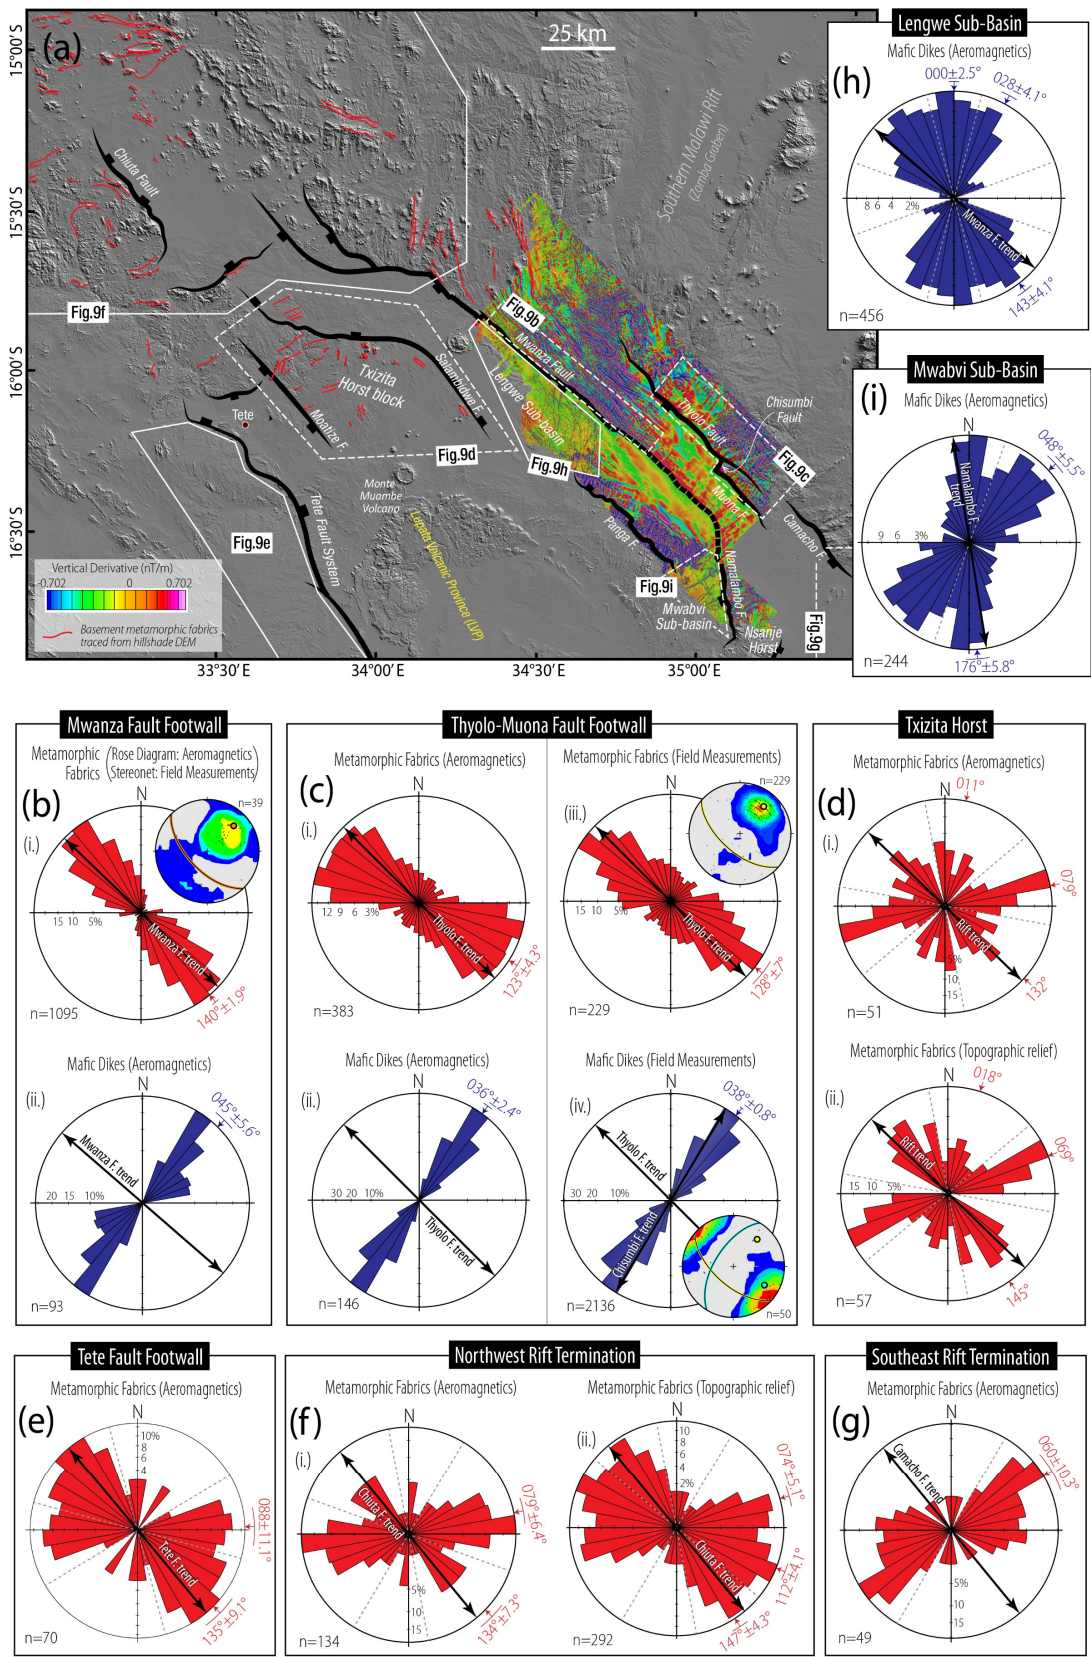 (a)
25 km
15°00' S
15°30' S
16°00' S
16°30' S
33°30' E
34°00' E
34°30' E
35°00' E
Chiuta Fault
Southern Malawi Rift
(Zomba Graben)
Fig.9f
Fig.9b
Mwanza Fault
Lengwe Sub-basin
Txizita
Horst block
Salambidwe F.
Moatize F.
Tete
Fig.9d
Fig.9h
Thyolo Fault
Chisumbi
Fault
Fig.9c
Muona F.
Camacho F.
Monte
Muambe
Volcano
Lupata Volcanic Province (LVP)
Tete Fault System
Fig.9e
Panga F.
Fig.9i
Namalambo F.
Mwabvi
Sub-basin
Nsanje
Horst
Fig.9g
Vertical Derivative (nT/m)
-0.702 0 0.702
Basement metamorphic fabrics
traced from hillshade DEM
Lengwe Sub-Basin
Mafic Dikes (Aeromagnetics)
(h)
000±2.5°
028±4.1°
8 6 4 2%
Mwanza F. trend
143±4.1°
n=456
Mwabvi Sub-Basin
Mafic Dikes (Aeromagnetics)
(i)
N
048°±5.5°
Namalambo F.
trend
9 6 3%
176°±5.8°
n=244
Mwanza Fault Footwall
Metamorphic
Fabrics
(Rose Diagram: Aeromagnetics)
(Stereonet: Field Measurements)
(b)
N
n=39
(i.)
15 10 5%
Mwanza F. trend
140°±1.9°
n=1095
Mafic Dikes (Aeromagnetics)
N
(ii.)
045°±5.6°
Mwanza F. trend
20 15 10%
n=93
Thyolo-Muona Fault Footwall
Metamorphic Fabrics (Aeromagnetics)
(c)
N
(i.)
12 9 6 3%
Thyolo F. trend
123°±4.3°
n=383
Metamorphic Fabrics (Field Measurements)
N
n=229
(iii.)
15 10 5%
Thyolo F. trend
128°±7°
n=229
Mafic Dikes (Aeromagnetics)
N
(ii.)
036°±2.4°
30 20 10%
Thyolo F. trend
n=146
Mafic Dikes (Field Measurements)
N
(iv.)
038°±0.8°
Thyolo F. trend
30 20 10%
Chisumbi F. trend
n=2136
n=50
Txizita Horst
Metamorphic Fabrics (Aeromagnetics)
(d)
N
011°
(i.)
079°
Rift trend
5%
10
15
132°
n=51
Metamorphic Fabrics (Topographic relief)
N
018°
(ii.)
069°
Rift trend
15 10 5%
145°
n=57
Tete Fault Footwall
Metamorphic Fabrics (Aeromagnetics)
(e)
N
10%
8
6
4
088±11.1°
Tete F. trend
135°±9.1°
n=70
Northwest Rift Termination
Metamorphic Fabrics (Aeromagnetics)
(f)
N
(i.)
079°±6.4°
Chiuta F. trend
5%
10
15
134°±7.3°
n=134
Metamorphic Fabrics (Topographic relief)
N
(ii.)
10
8
6
4
2%
074°±5.1°
112°±4.1°
Chiuta F. trend
147°±4.3°
n=292
Southeast Rift Termination
Metamorphic Fabrics (Aeromagnetics)
(g)
N
060±10.3°
Camacho F. trend
5%
10
15
n=49